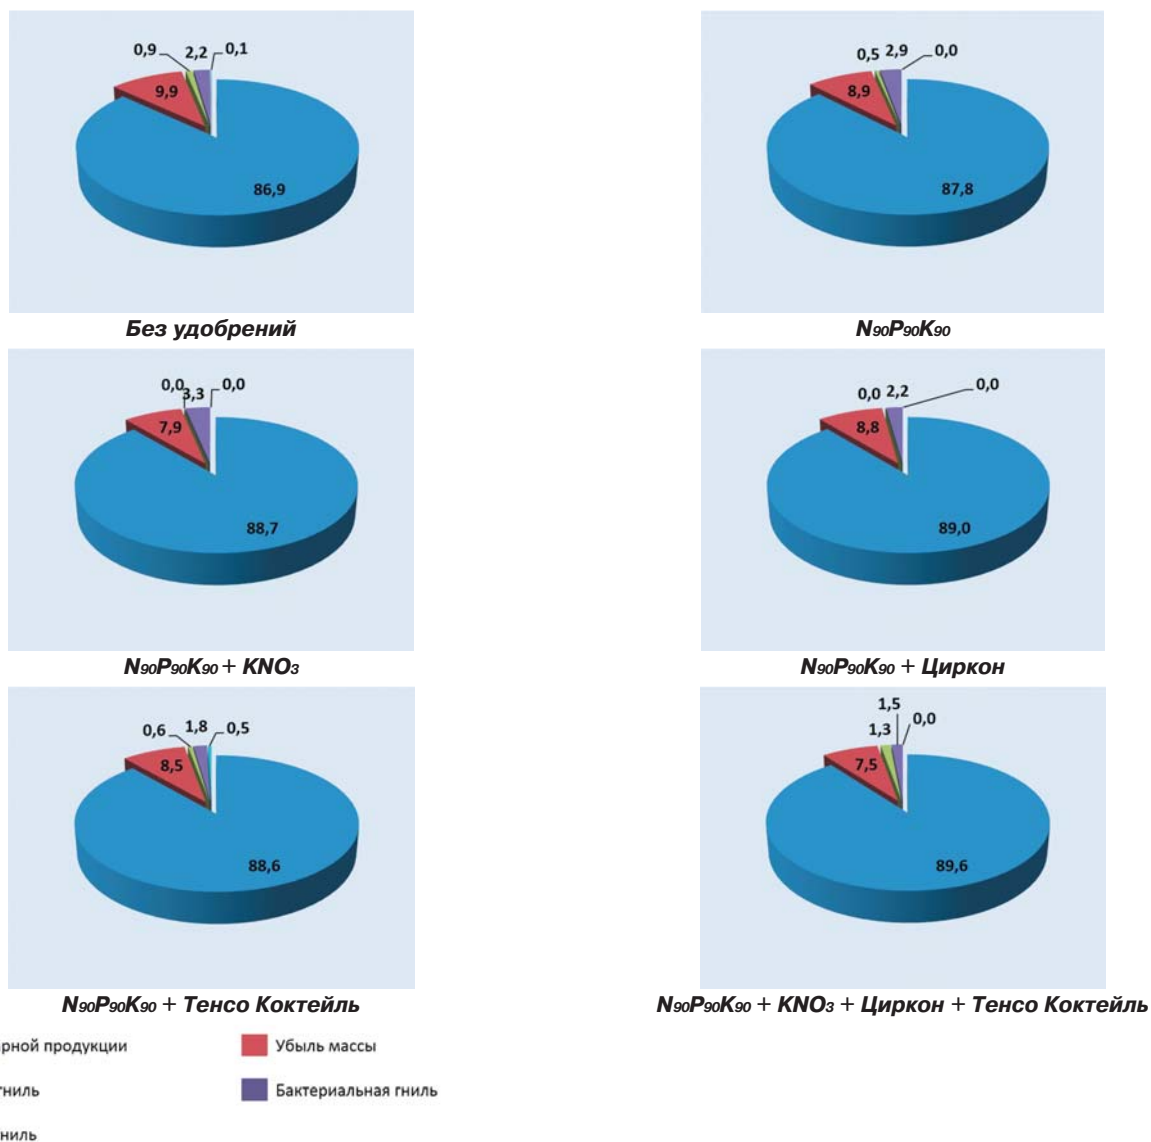 0,9 2,2 0,1
9,9
86,9
Без удобрений
0,5 2,9 0,0
8,9
87,8
N90P90K90
0,0 3,3 0,0
7,9
88,7
N90P90K90 + KNO3
0,0 2,2 0,0
8,8
89,0
N90P90K90 + Циркон
0,6 1,8 0,5
8,5
88,6
N90P90K90 + Тенсо Коктейль
1,5
1,3 0,0
7,5
89,6
N90P90K90 + KNO3 + Циркон + Тенсо Коктейль
продукции Убыль массы
гниль Бактериальная гниль